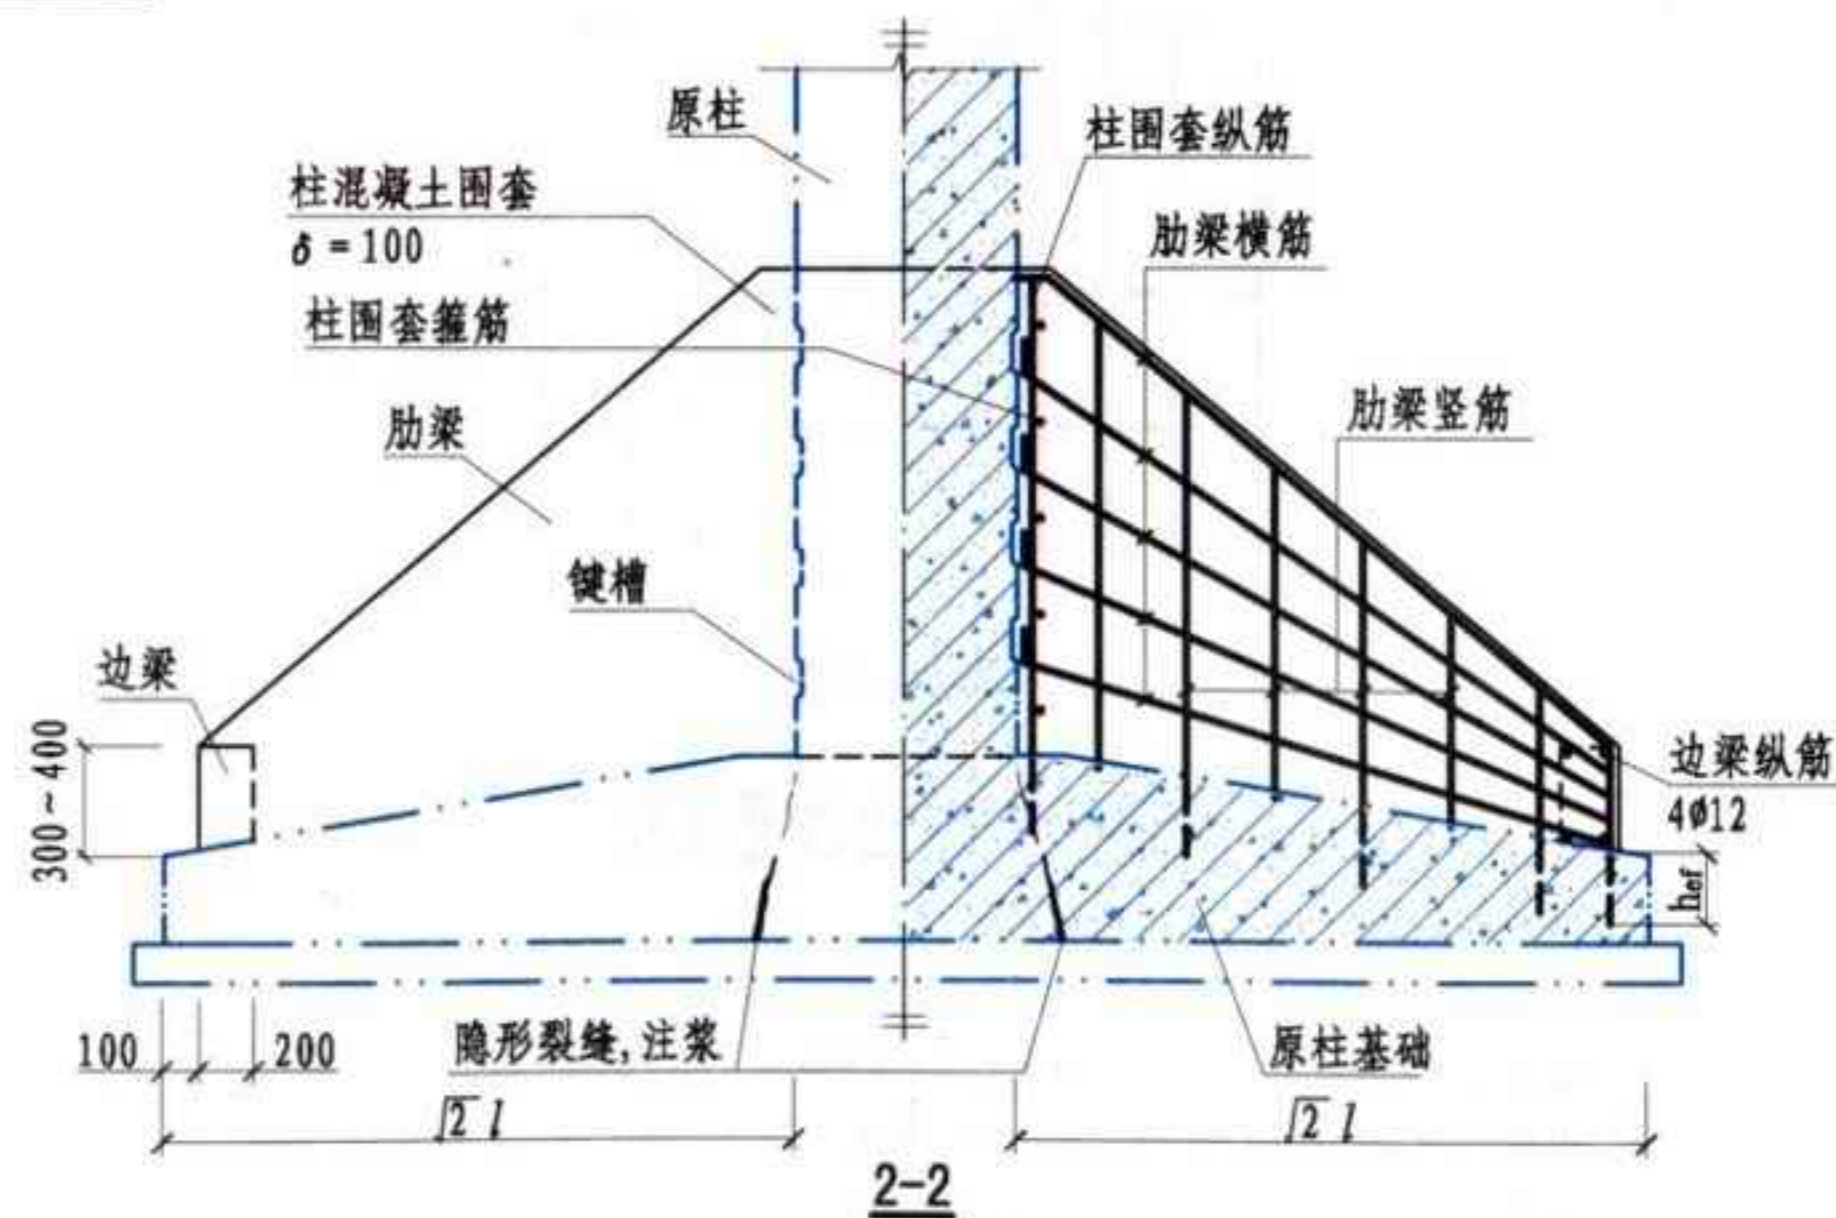 原柱
柱围套纵筋
柱混凝土围套
δ=100
肋梁横筋
柱围套箍筋
肋梁
肋梁竖筋
键槽
边梁
300~400
边梁纵筋
4ø12
hef
100
200
隐形裂缝,注浆
原柱基础
√2 l
√2 l
2-2